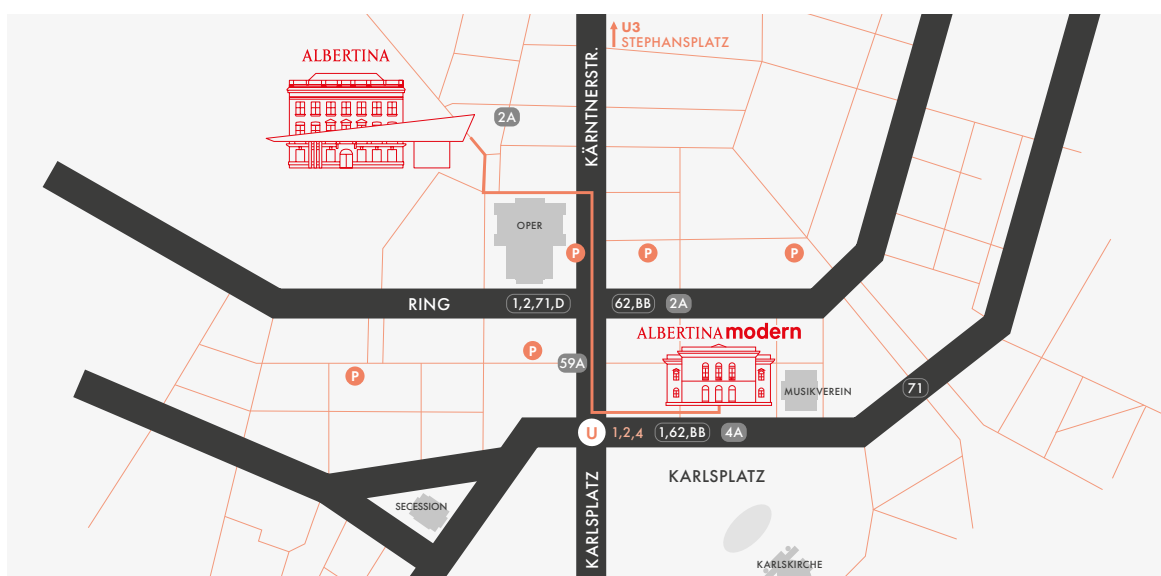 U3
STEPHANSPLATZ
ALBERTINA
KÄRNTNERSTR.
2A
OPER
P
P
P
RING
1,2,71,D
62,BB
2A
ALBERTINA modern
P
59A
P
71
MUSIKVEREIN
U
1,2,4
1,62,BB
4A
KARLSPLATZ
SECESSION
KARLSPLATZ
KARLSKIRCHE